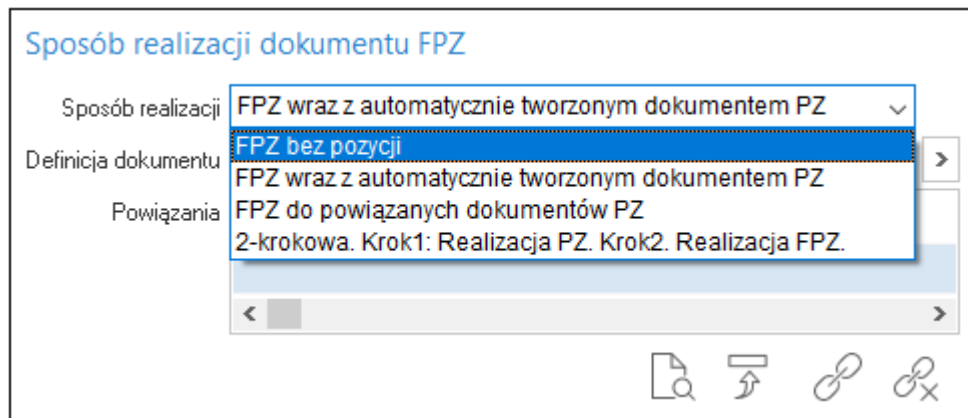 Sposób realizacji dokumentu FPZ
Sposób realizacji FPZ wraz z automatycznie tworzonym dokumentem PZ
FPZ bez pozycji
Definicja dokumentu
FPZ wraz z automatycznie tworzonym dokumentem PZ
Powiązania FPZ do powiązanych dokumentów PZ
2-krokowa. Krok1: Realizacja PZ. Krok2. Realizacja FPZ.